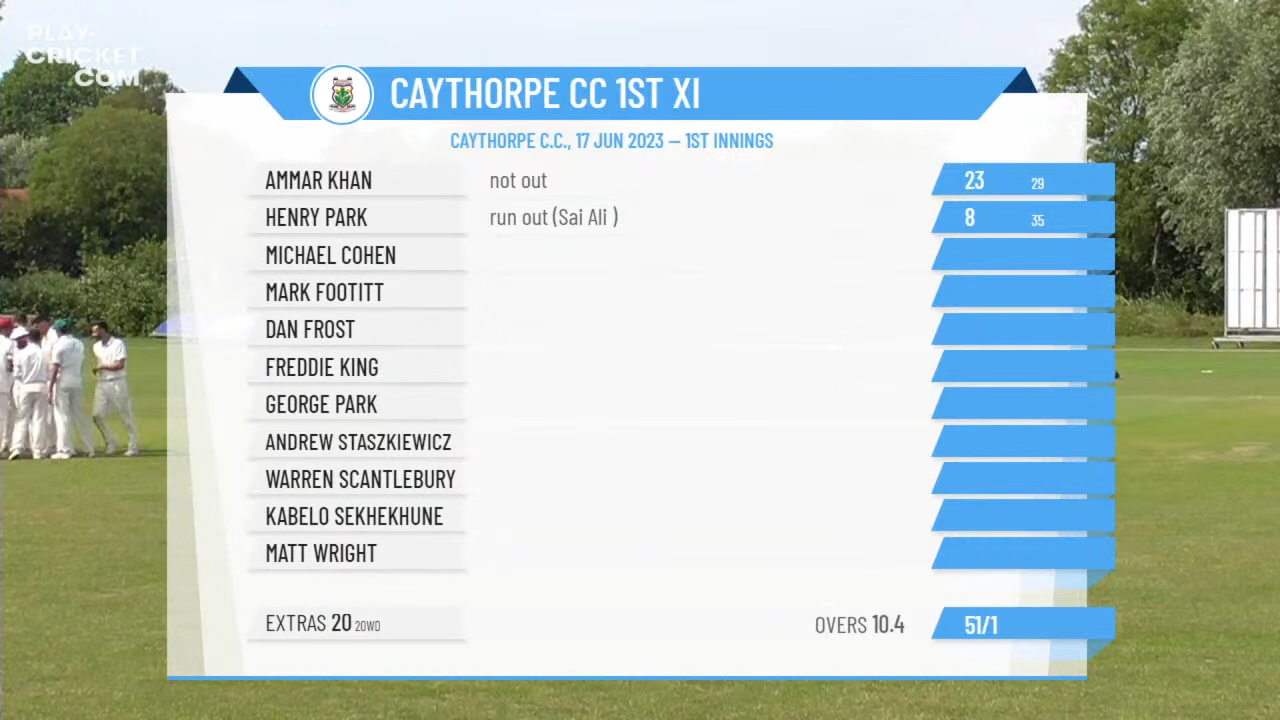 PLAY-
CRICKET
.COM
CAYTHORPE CC 1ST XI
CAYTHORPE C.C., 17 JUN 2023 – 1ST INNINGS
AMMAR KHAN not out 23 29
HENRY PARK run out (Sai Ali ) 8 35
MICHAEL COHEN
MARK FOOTITT
DAN FROST
FREDDIE KING
GEORGE PARK
ANDREW STASZKIEWICZ
WARREN SCANTLEBURY
KABELO SEKHEKHUNE
MATT WRIGHT
EXTRAS 20 20WD OVERS 10.4 51/1